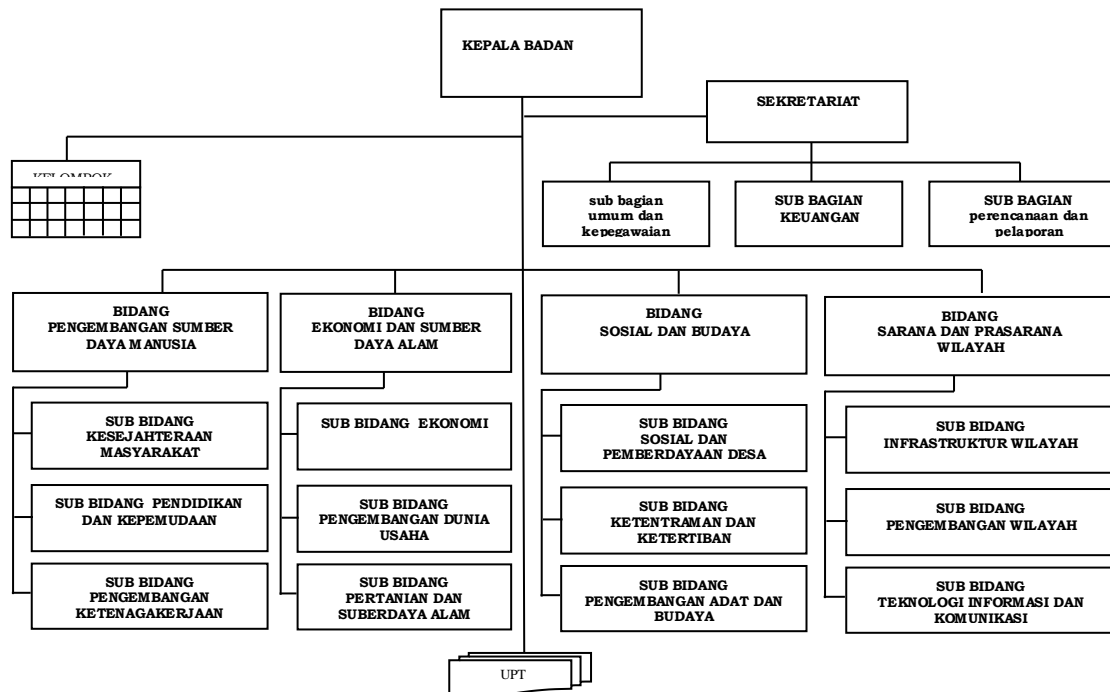 KEPALA BADAN
SEKRETARIAT
KELOMPOK
sub bagian
umum dan
kepegawaian
SUB BAGIAN
KEUANGAN
SUB BAGIAN
perencanaan dan
pelaporan
BIDANG
PENGEMBANGAN SUMBER
DAYA MANUSIA
BIDANG
EKONOMI DAN SUMBER
DAYA ALAM
BIDANG
SOSIAL DAN BUDAYA
BIDANG
SARANA DAN PRASARANA
WILAYAH
SUB BIDANG
KESEJAHTERAAN
MASYARAKAT
SUB BIDANG  EKONOMI
SUB BIDANG
SOSIAL DAN
PEMBERDAYAAN DESA
SUB BIDANG
INFRASTRUKTUR WILAYAH
SUB BIDANG  PENDIDIKAN
DAN KEPEMUDAAN
SUB BIDANG
PENGEMBANGAN DUNIA
USAHA
SUB BIDANG
KETENTRAMAN DAN
KETERTIBAN
SUB BIDANG
PENGEMBANGAN WILAYAH
SUB BIDANG
PENGEMBANGAN
KETENAGAKERJAAN
SUB BIDANG
PERTANIAN DAN
SUBERDAYA ALAM
SUB BIDANG
PENGEMBANGAN ADAT DAN
BUDAYA
SUB BIDANG
TEKNOLOGI INFORMASI DAN
KOMUNIKASI
UPT